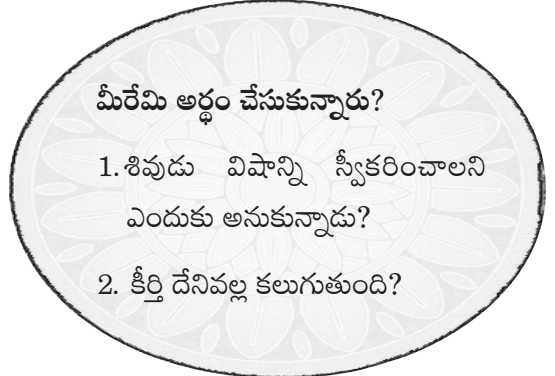 మీరేమి అర్థం చేసుకున్నారు?
1.శివుడు విషాన్ని స్వీకరించాలని
ఎందుకు అనుకున్నాడు?
2. కీర్తి దేనివల్ల కలుగుతుంది?